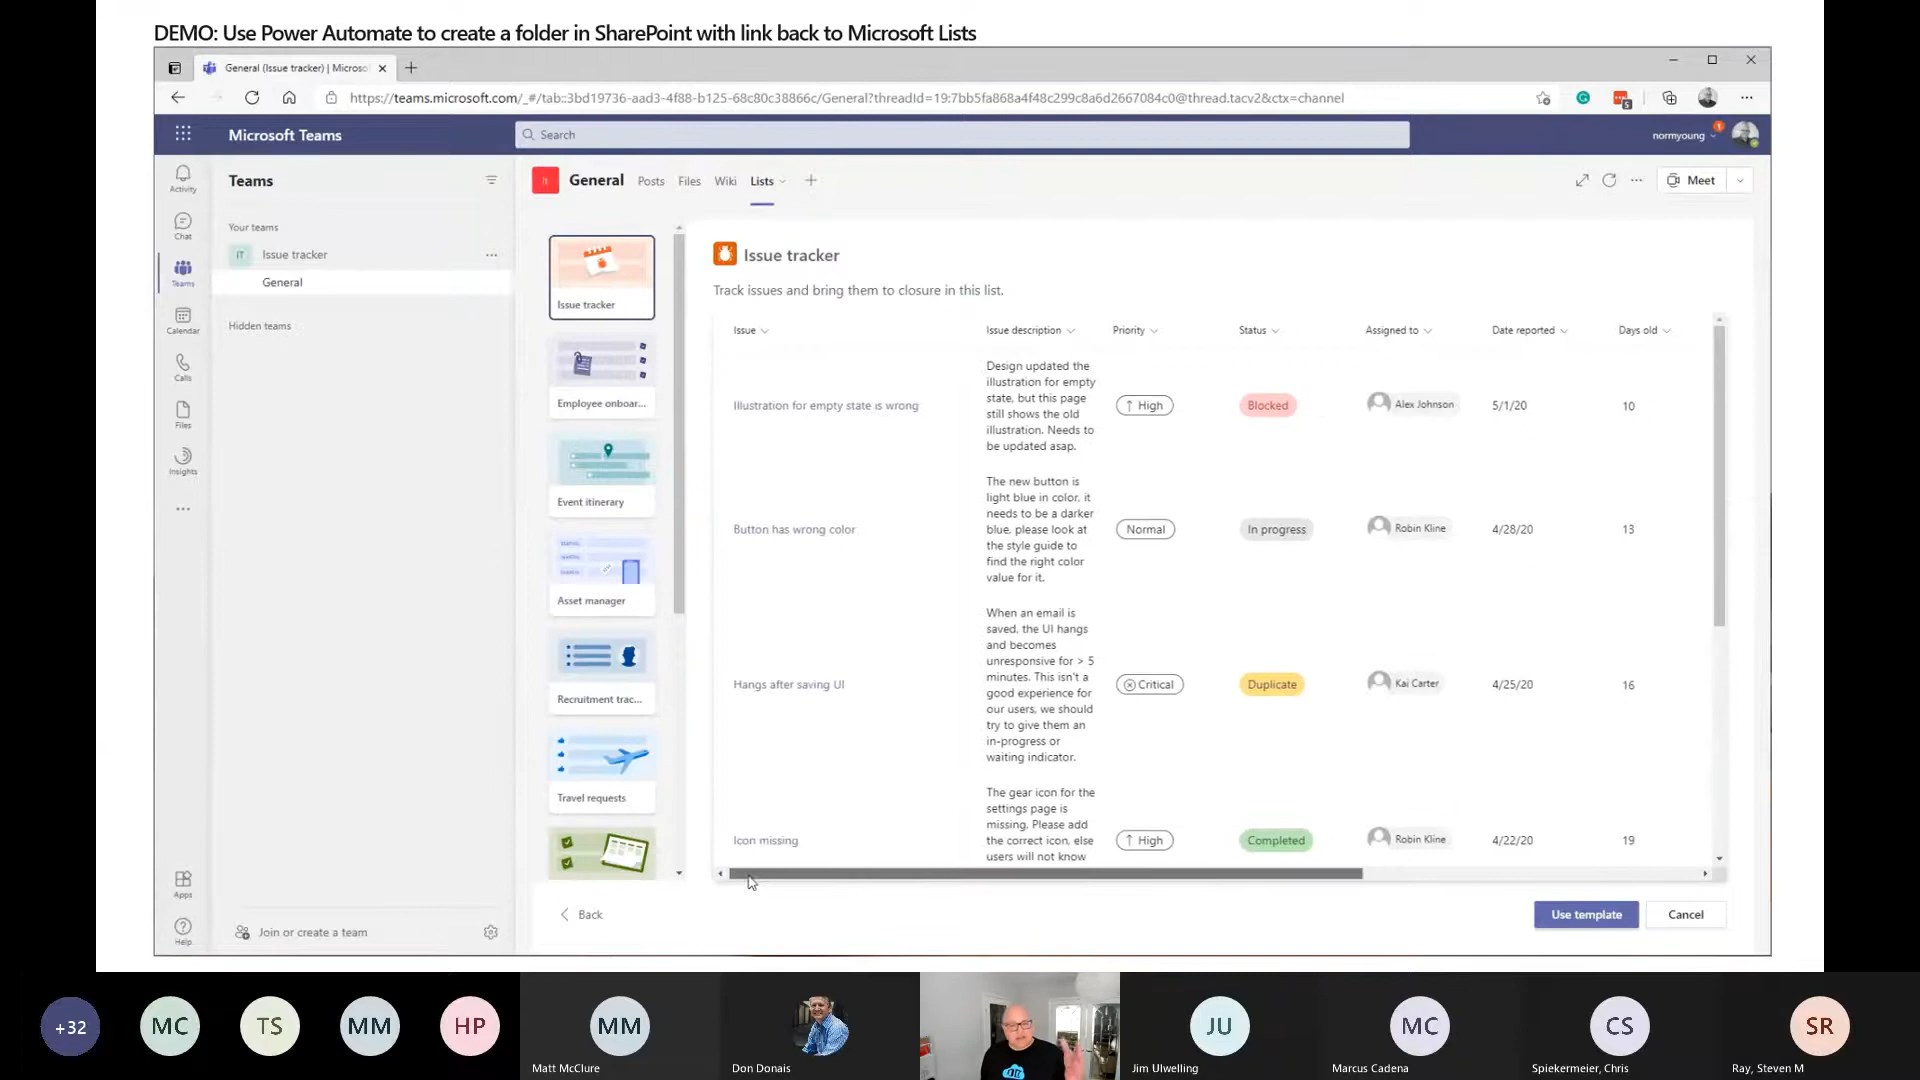 DEMO: Use Power Automate to create a folder in SharePoint with link back to Microsoft Lists
General (Issue tracker) | Microso
https://teams.microsoft.com/_#/tab::3bd19736-aad3-4f88-b125-68c80c38866c/General?threadId=19:7bb5fa868a4f48c299c8a6d2667084c0@thread.tacv2&ctx=channel
5
Microsoft Teams
Search
normyoung
1
Activity
Chat
Teams
Calendar
Calls
Files
Insights
Apps
Help
Teams
Your teams
IT
Issue tracker
General
Hidden teams
Join or create a team
General
Posts
Files
Wiki
Lists
Meet
Issue tracker
Employee onboar...
Event itinerary
Asset manager
Recruitment trac...
Travel requests
Issue tracker
Track issues and bring them to closure in this list.
Issue
Issue description
Priority
Status
Assigned to
Date reported
Days old
Illustration for empty state is wrong
Design updated the
illustration for empty
state, but this page
still shows the old
illustration. Needs to
be updated asap.
High
Blocked
Alex Johnson
5/1/20
10
Button has wrong color
The new button is
light blue in color, it
needs to be a darker
blue, please look at
the style guide to
find the right color
value for it.
Normal
In progress
Robin Kline
4/28/20
13
Hangs after saving UI
When an email is
saved, the UI hangs
and becomes
unresponsive for > 5
minutes. This isn't a
good experience for
our users, we should
try to give them an
in-progress or
waiting indicator.
Critical
Duplicate
Kai Carter
4/25/20
16
Icon missing
The gear icon for the
settings page is
missing. Please add
the correct icon, else
users will not know
High
Completed
Robin Kline
4/22/20
19
Back
Use template
Cancel
+32
MC
TS
MM
HP
MM
Matt McClure
Don Donais
JU
Jim Ulwelling
MC
Marcus Cadena
CS
Spiekermeier, Chris
SR
Ray, Steven M